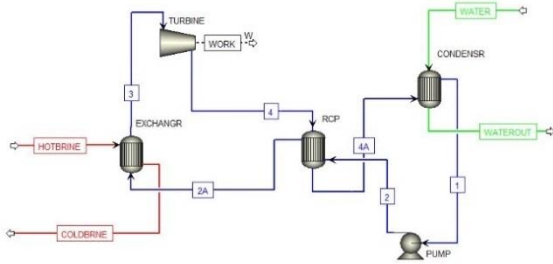 TURBINE
WORK
W
WATER
CONDENSR
3
4
EXCHANGR
RCP
4A
WATEROUT
HOTBRINE
2A
2
1
COLDBRNE
PUMP